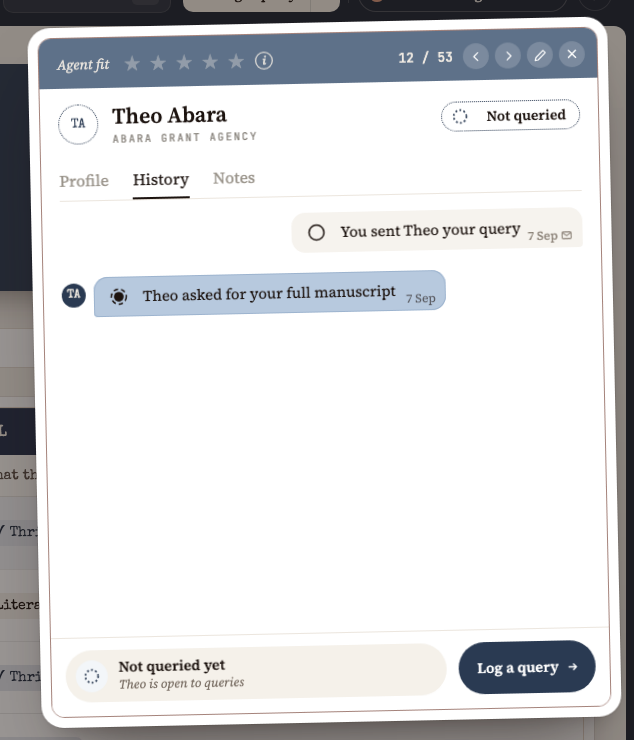 Agent fit
12 / 53
TA
Theo Abara
ABARA GRANT AGENCY
Not queried
Profile
History
Notes
You sent Theo your query
7 Sep
TA
Theo asked for your full manuscript
7 Sep
Not queried yet
Theo is open to queries
Log a query →
L
/ Thri
/ Thri